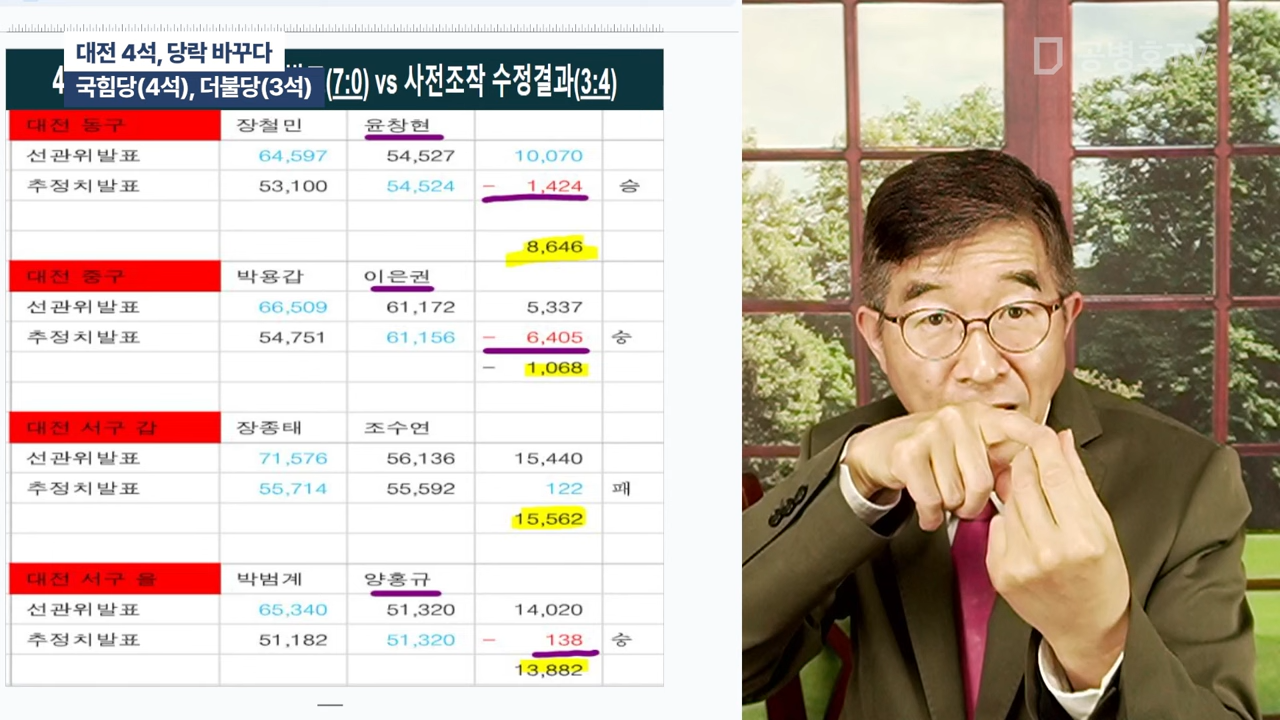 대전 4석, 당락 바꾸다
국힘당(4석), 더불당(3석)
4 (7:0) vs 사전조작 수정결과(3:4)
공병호
대전 동구 장철민 윤창현
선관위발표 64,597 54,527 10,070
추정치발표 53,100 54,524 - 1,424 승
8,646
대전 중구 박용갑 이은권
선관위발표 66,509 61,172 5,337
추정치발표 54,751 61,156 - 6,405 승
- 1,068
대전 서구 갑 장종태 조수연
선관위발표 71,576 56,136 15,440
추정치발표 55,714 55,592 122 패
15,562
대전 서구 을 박범계 양홍규
선관위발표 65,340 51,320 14,020
추정치발표 51,182 51,320 - 138 승
13,882